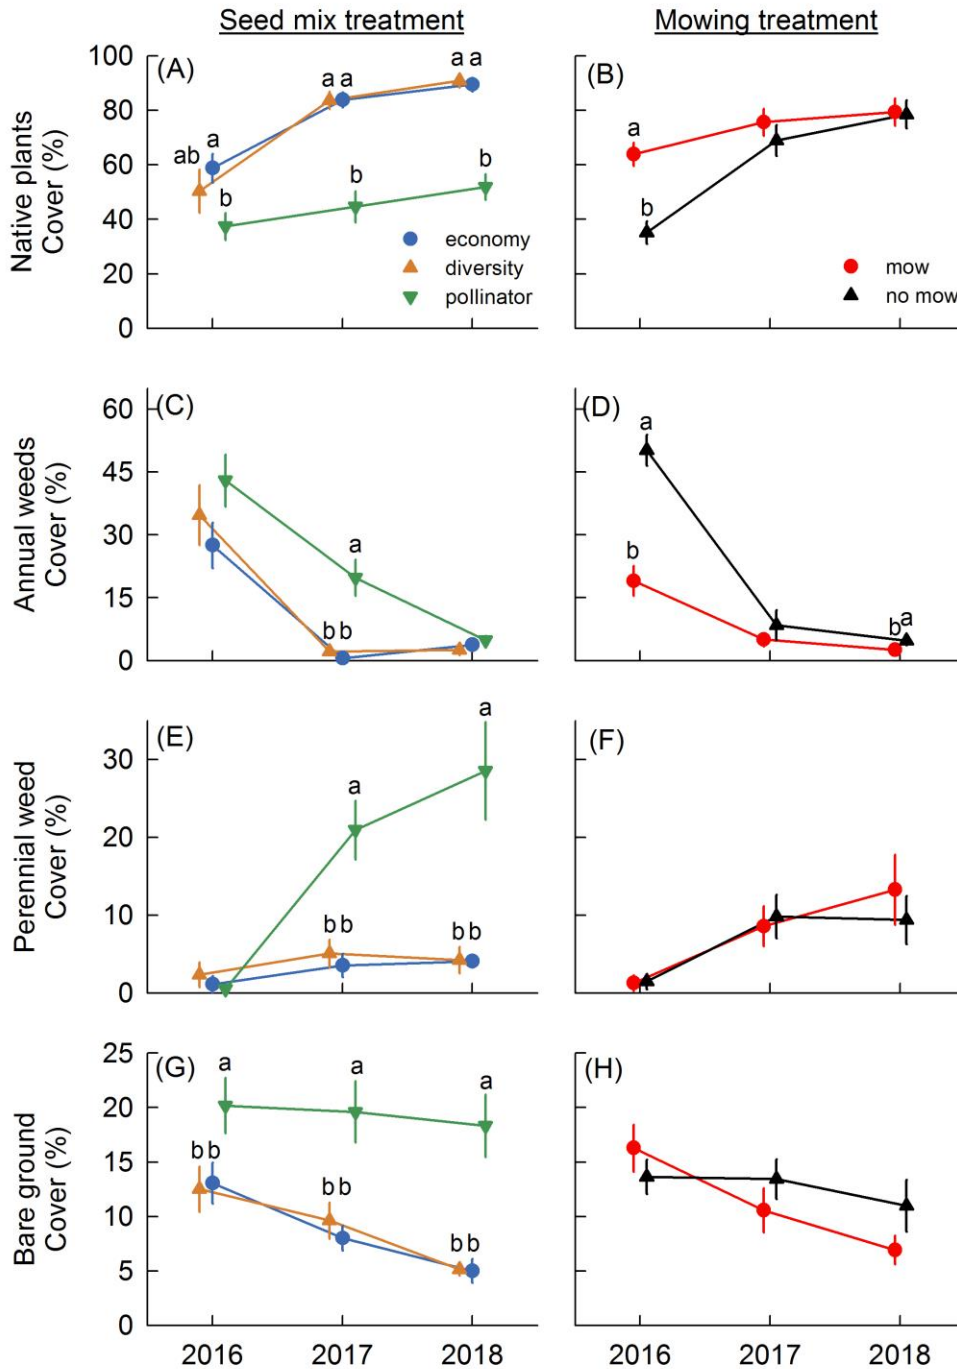 Seed mix treatment
Mowing treatment
Native plants
Cover (%)
100
80
60
40
20
0
(A)
ab
a
a a
a a
b
b
b
economy
diversity
pollinator
(B)
a
b
mow
no mow
Annual weeds
Cover (%)
60
45
30
15
0
(C)
a
b b
(D)
a
b
b
a
Perennial weed
Cover (%)
30
20
10
0
(E)
a
a
b b
b b
(F)
Bare ground
Cover (%)
25
20
15
10
5
0
(G)
a
a
a
b b
b b
b b
(H)
2016
2017
2018
2016
2017
2018